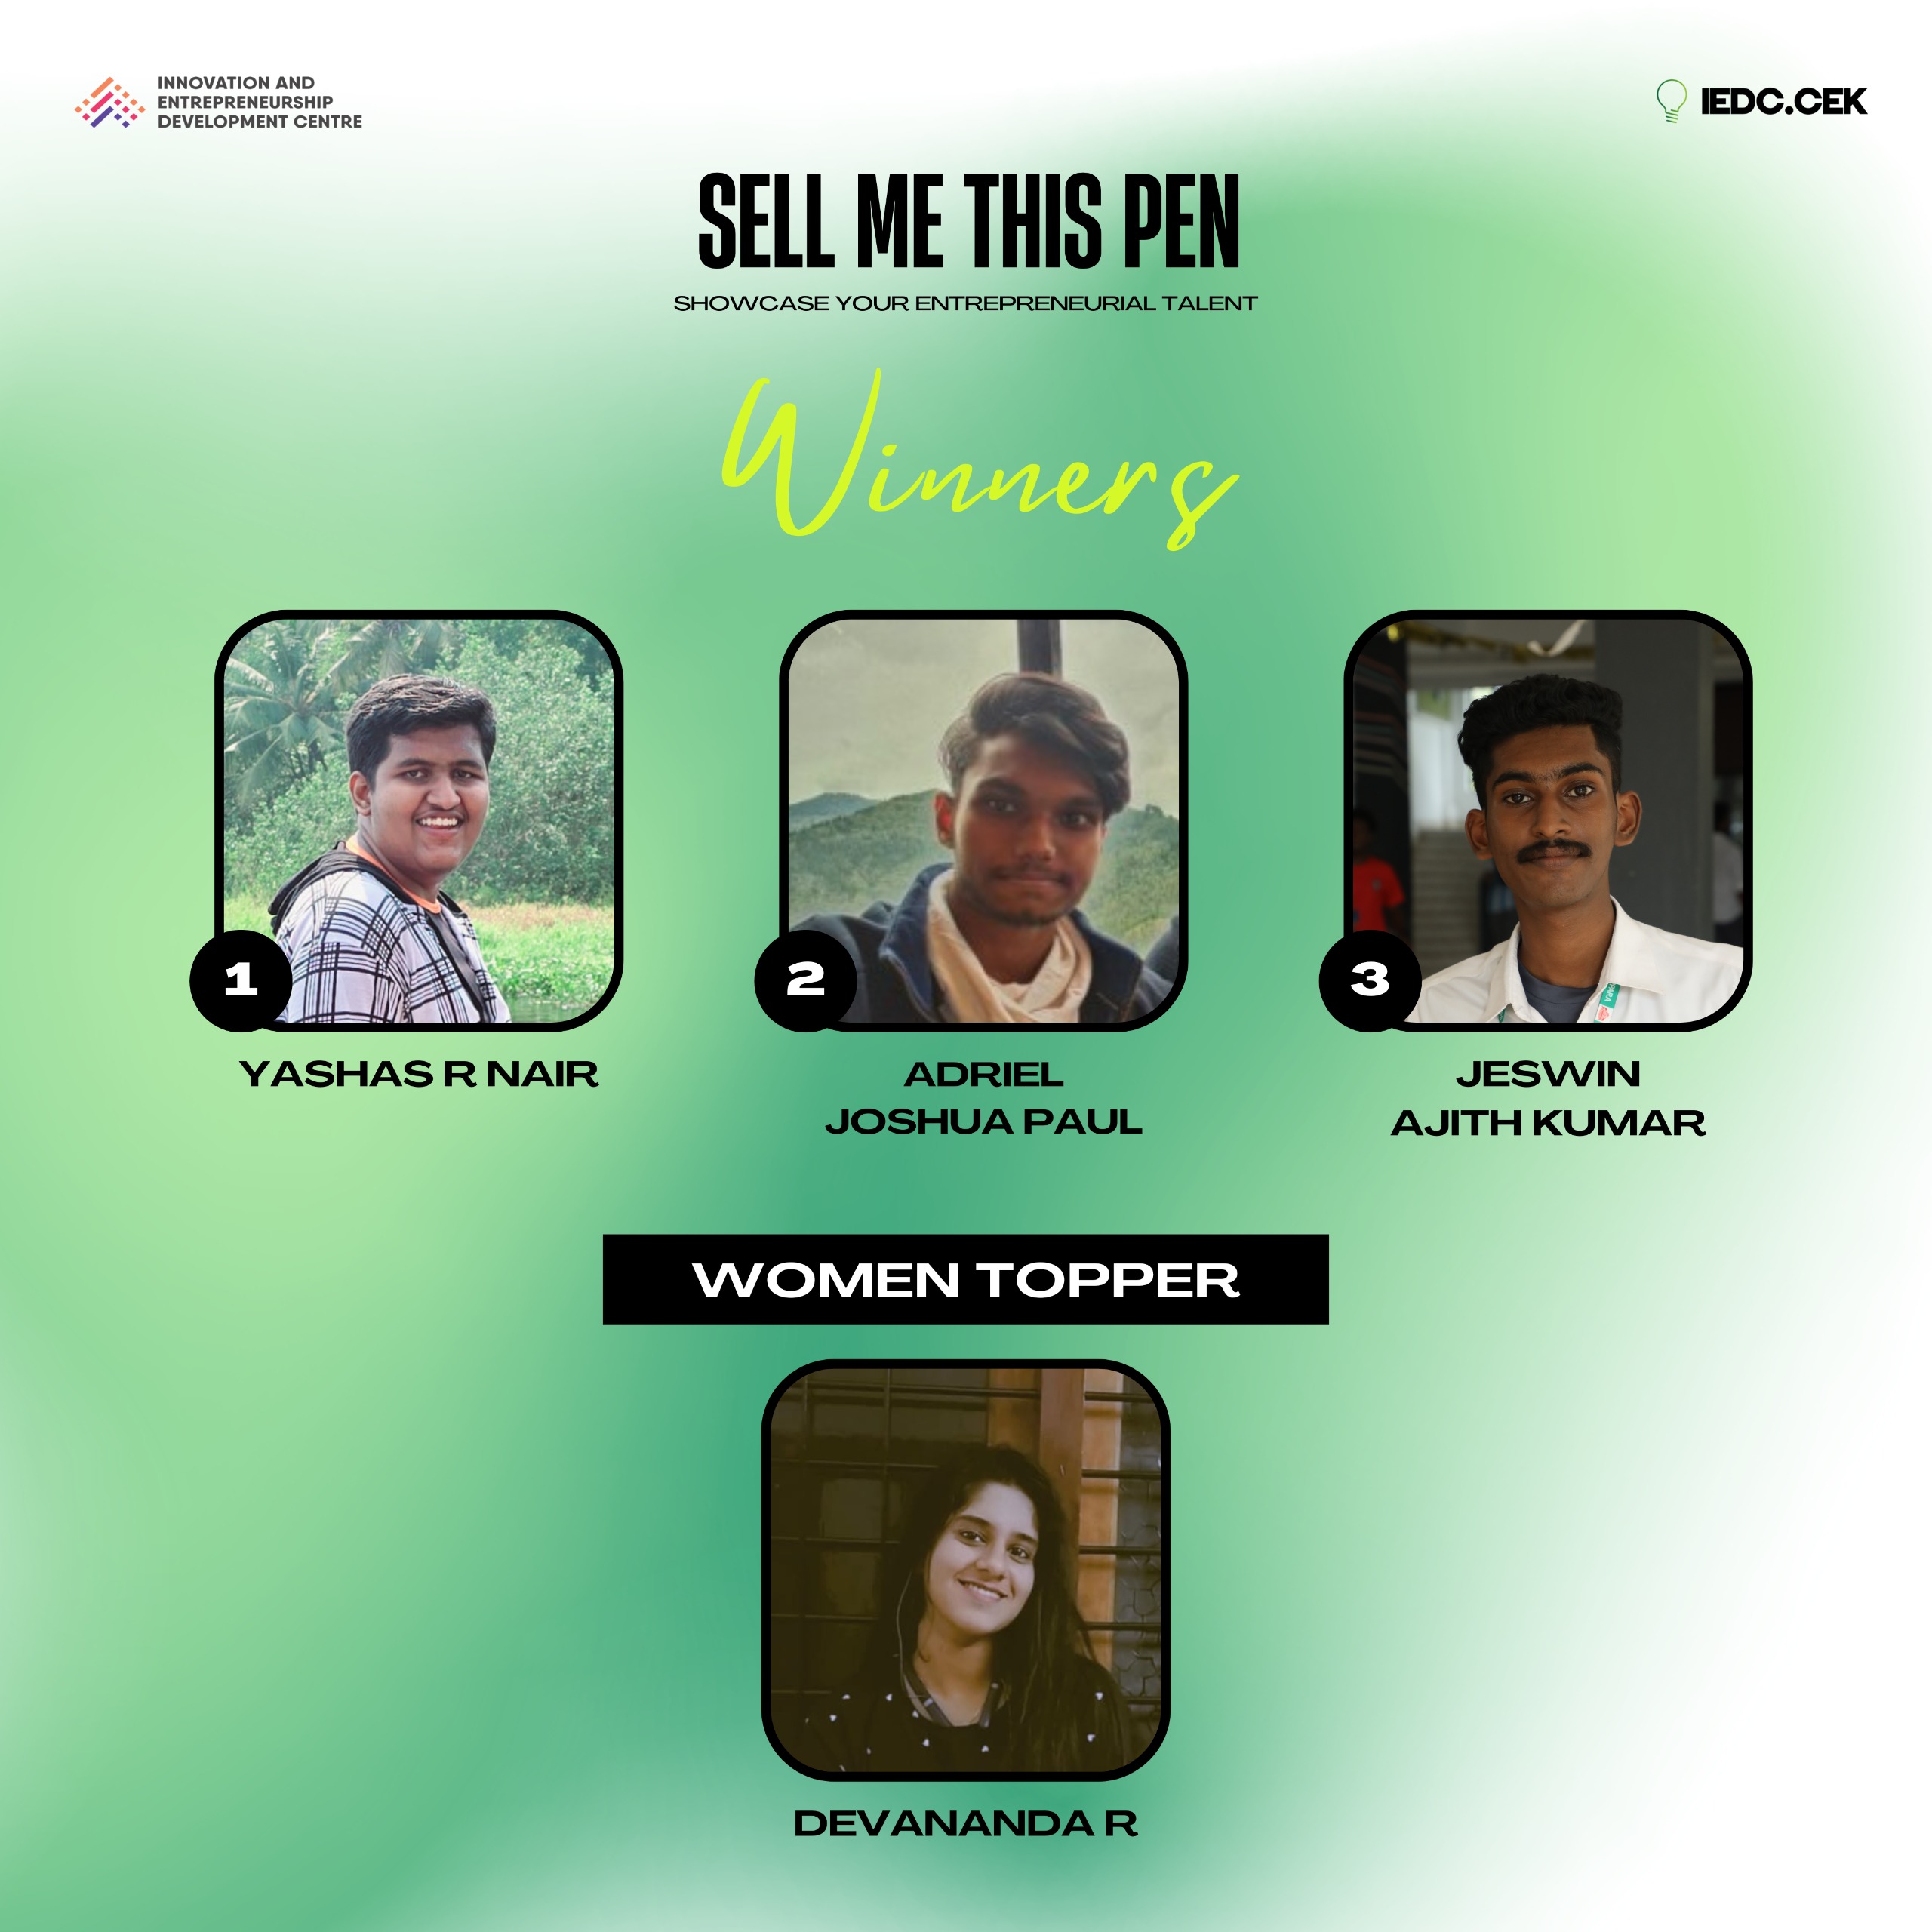 INNOVATION AND
ENTREPRENEURSHIP
DEVELOPMENT CENTRE
IEDC.CEK
SELL ME THIS PEN
SHOWCASE YOUR ENTREPRENEURIAL TALENT
Winners
1
2
3
YASHAS R NAIR
ADRIEL
JOSHUA PAUL
JESWIN
AJITH KUMAR
WOMEN TOPPER
DEVANANDA R